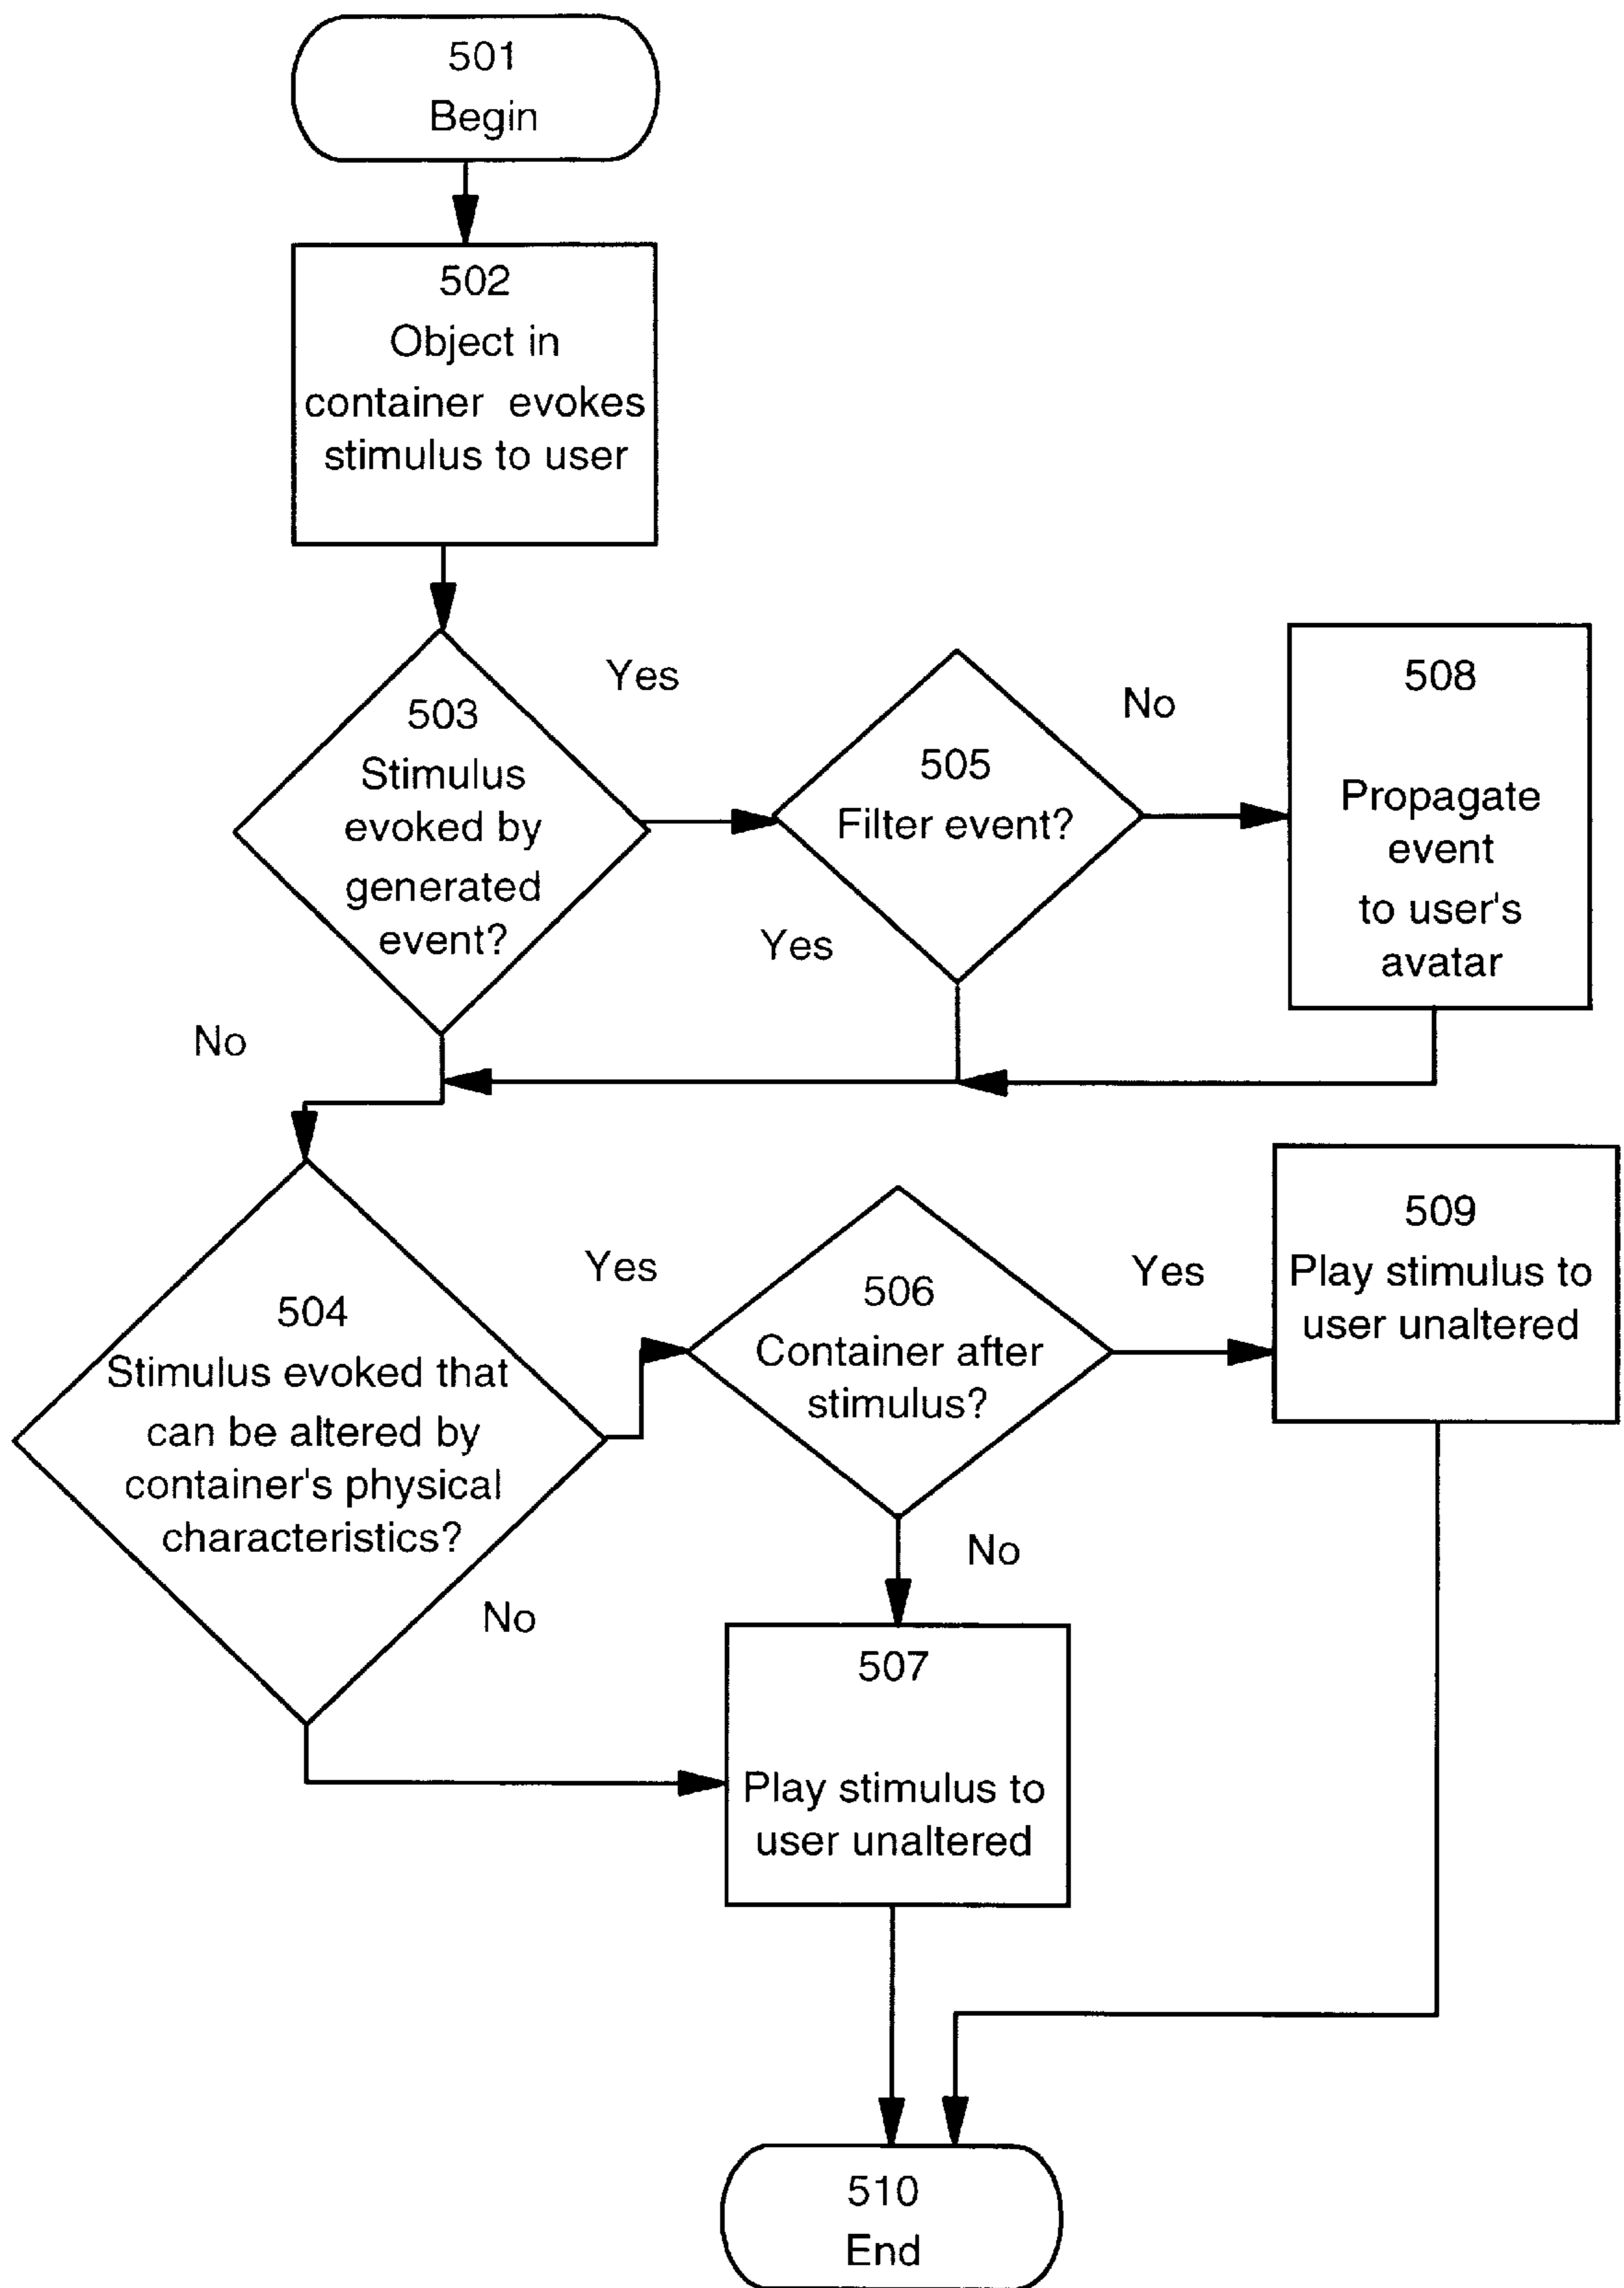 501
Begin
502
Object in
container evokes
stimulus to user
503
Stimulus
evoked by
generated
event?
Yes
505
Filter event?
No
508
Propagate
event
to user's
avatar
Yes
No
504
Stimulus evoked that
can be altered by
container's physical
characteristics?
Yes
506
Container after
stimulus?
Yes
509
Play stimulus to
user unaltered
No
No
507
Play stimulus to
user unaltered
510
End